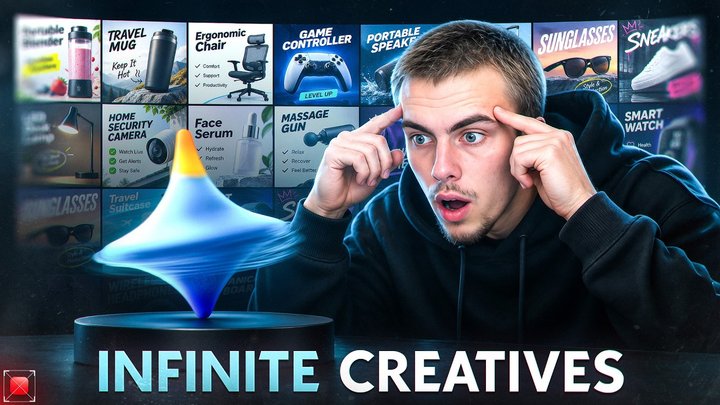 Portable
Blender
TRAVEL
MUG
Keep it
Hot
Ergonomic
Chair
Comfort
Support
Productivity
GAME
CONTROLLER
LEVEL UP
PORTABLE
SPEAKER
SUNGLASSES
Style &
SNEAKERS
HOME
SECURITY
CAMERA
Watch Live
Get Alerts
Stay Safe
Face
Serum
Hydrate
Refresh
Glow
MASSAGE
GUN
Relax
Recover
Feel Better
SMART
WATCH
Health
SUNGLASSES
Travel
Suitcase
INFINITE CREATIVES